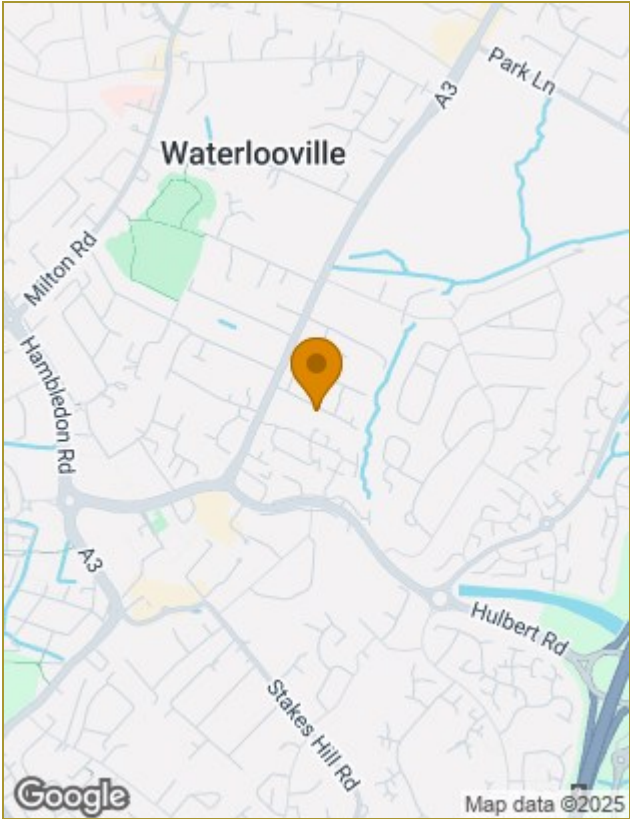 Park Ln
A3
Waterlooville
Milton Rd
Hambledon Rd
A3
Hulbert Rd
Stakes Hill Rd
Google
Map data ©2025